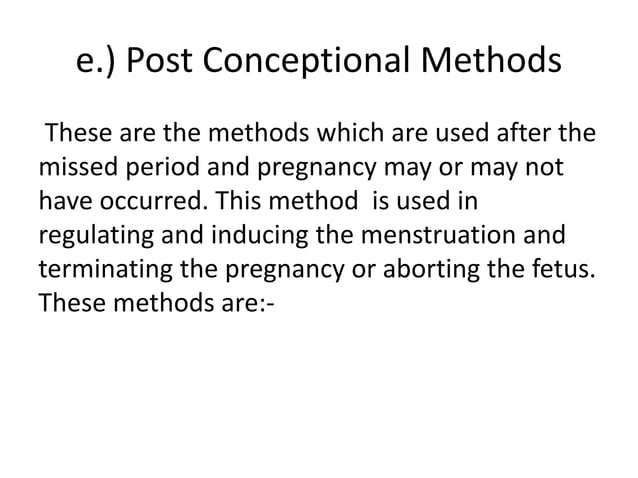 e.) Post Conceptional Methods
These are the methods which are used after the
missed period and pregnancy may or may not
have occurred. This method  is used in
regulating and inducing the menstruation and
terminating the pregnancy or aborting the fetus.
These methods are:-